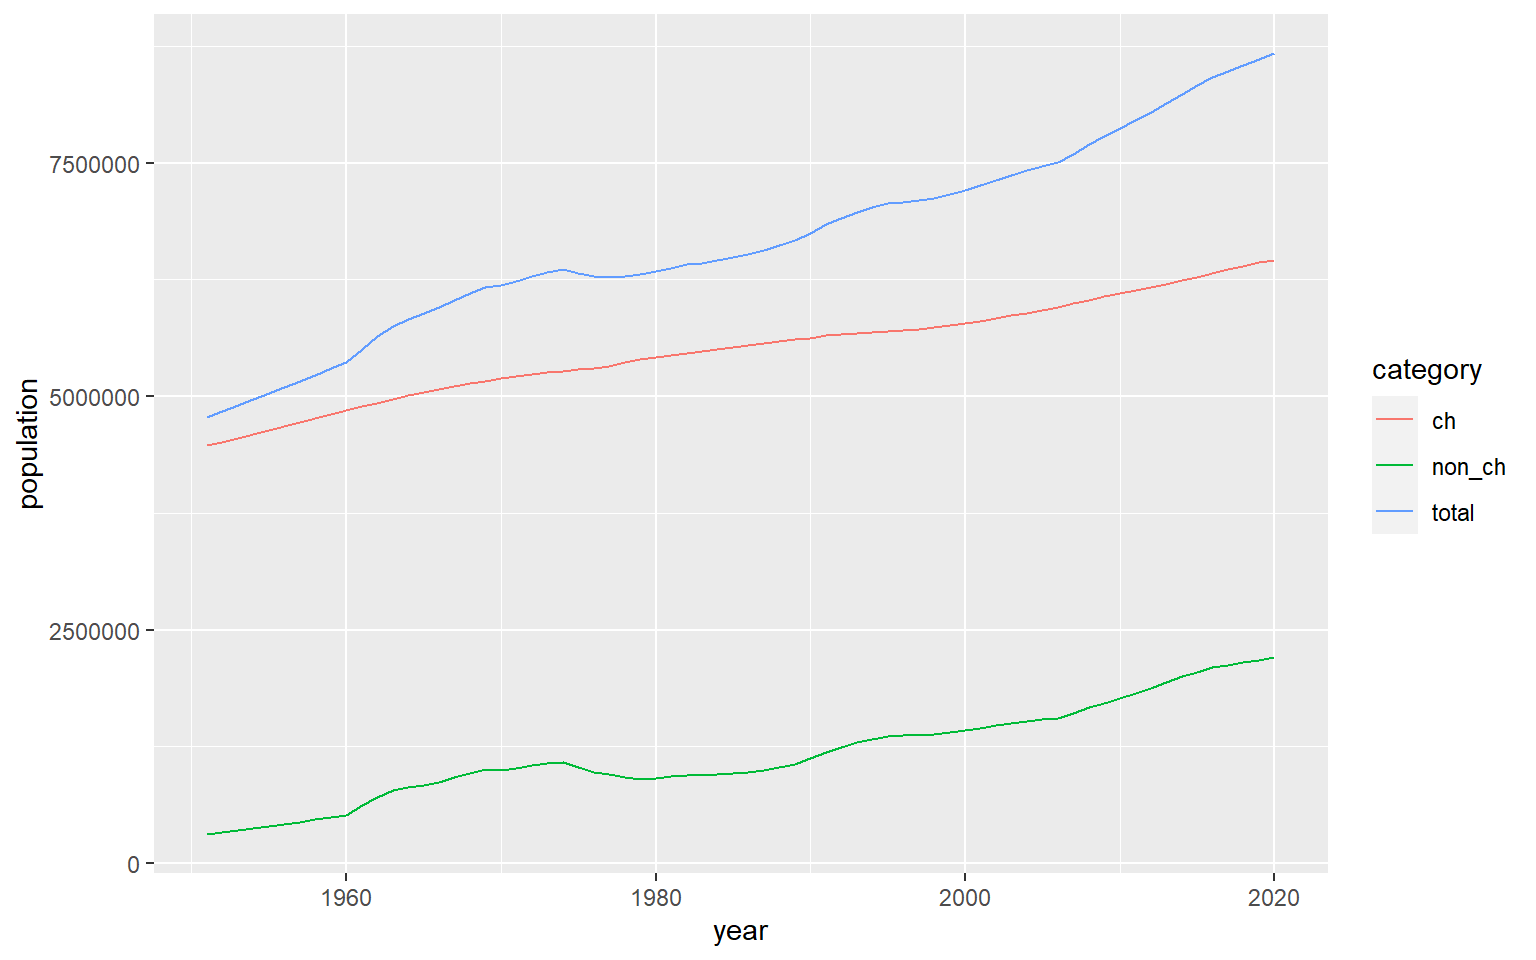 7500000
5000000
2500000
0
population
1960 1980 2000 2020
year
category
ch
non_ch
total